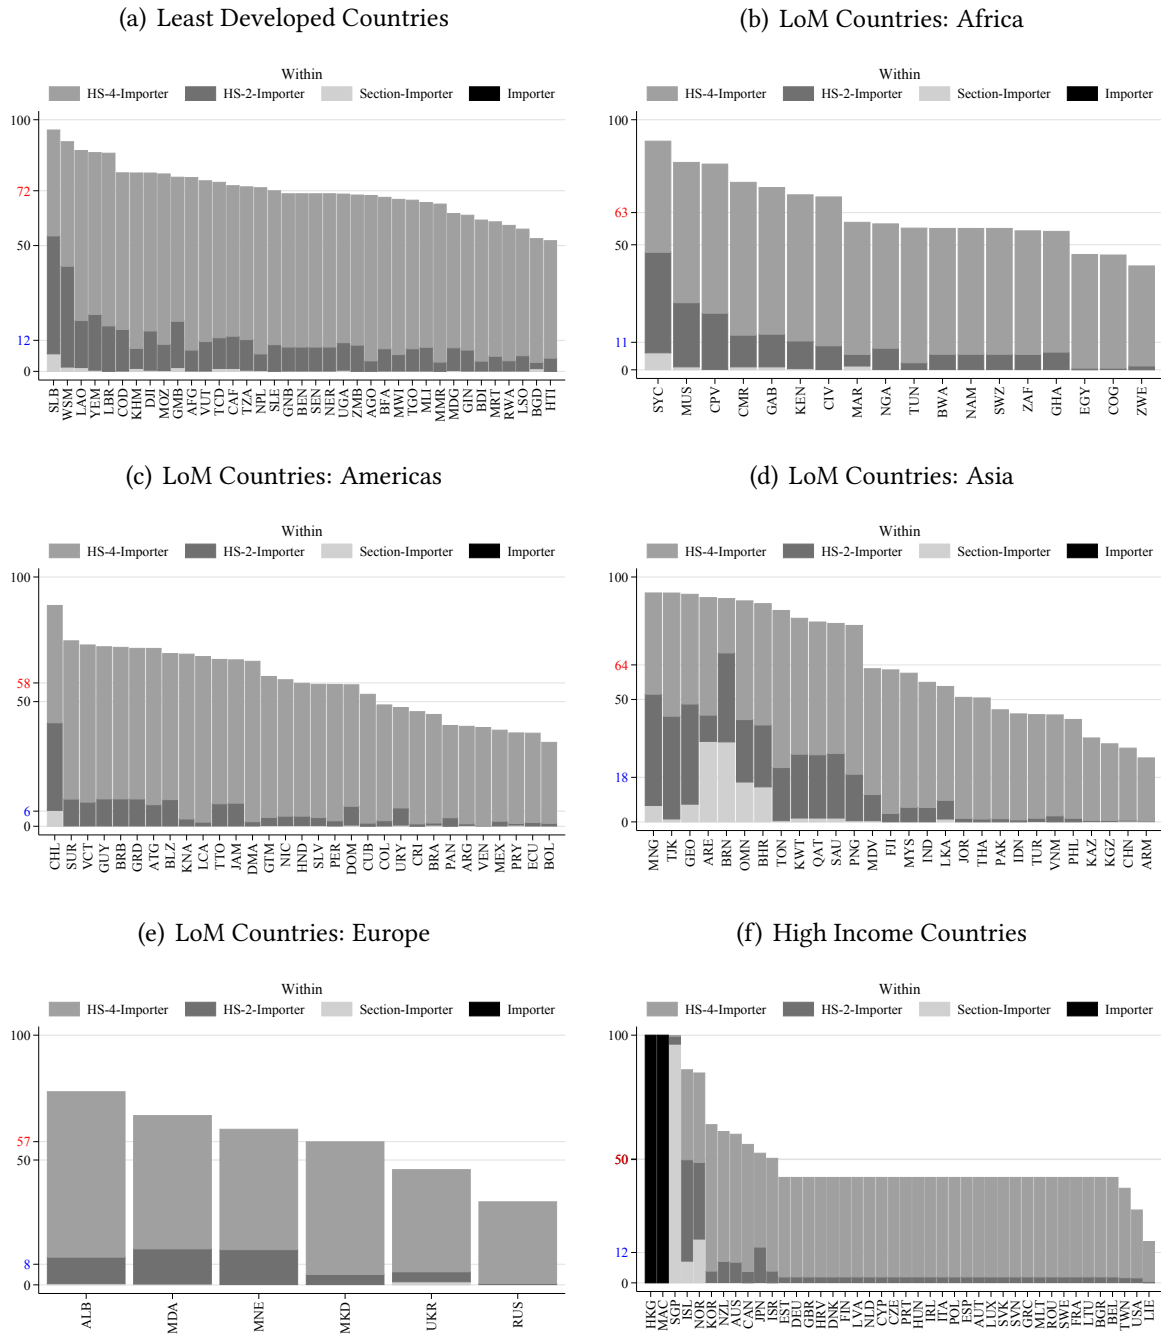 (a) Least Developed Countries
Within
HS-4-Importer HS-2-Importer Section-Importer Importer
100
72
50
12
0
SLB WSM LAO YEM LBR COD KHM DJI MOZ GMB AFG VUT TCD CAF TZA NPL SLE GNB BEN SEN NER UGA ZMB AGO BFA MWI TGO MLI MMR MDG GIN BDI MRT RWA LSO BGD HTI
(b) LoM Countries: Africa
Within
HS-4-Importer HS-2-Importer Section-Importer Importer
100
63
50
11
0
SYC MUS CPV CMR GAB KEN CIV MAR NGA TUN BWA NAM SWZ ZAF GHA EGY COG ZWE
(c) LoM Countries: Americas
Within
HS-4-Importer HS-2-Importer Section-Importer Importer
100
58
50
6
0
CHL SUR VCT GUY BRB GRD ATG BLZ KNA LCA TTO JAM DMA GTM NIC HND SLV PER DOM CUB COL URY CRI BRA PAN ARG VEN MEX PRY ECU BOL
(d) LoM Countries: Asia
Within
HS-4-Importer HS-2-Importer Section-Importer Importer
100
64
50
18
0
MNG TJK GEO ARE BRN OMN BHR TON KWT QAT SAU PNG MDV FJI MYS IND LKA JOR THA PAK IDN TUR VNM PHL KAZ KGZ CHN ARM
(e) LoM Countries: Europe
Within
HS-4-Importer HS-2-Importer Section-Importer Importer
100
57
50
8
0
ALB MDA MNE MKD UKR RUS
(f) High Income Countries
Within
HS-4-Importer HS-2-Importer Section-Importer Importer
100
50
12
0
HKG MAC SGP ISL NOR KOR NZL AUS CAN JPN ISR EST DEU GBR HRV DNK FIN LVA NLD CYP CZE PRT HUN IRL ITA POL ESP AUT LUX SVK SVN GRC MLT ROU SWE FRA LTU BGR BEL TWN USA LIE